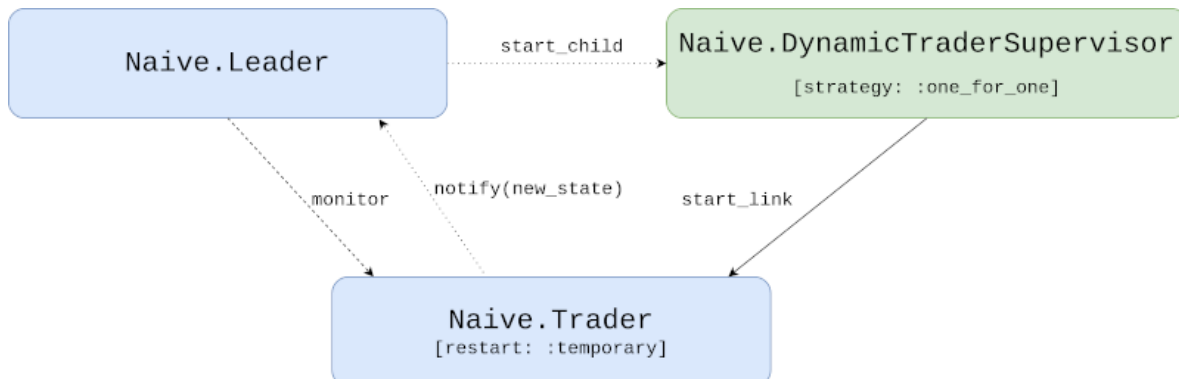 Naive.Leader
start_child
Naive.DynamicTraderSupervisor
[strategy: :one_for_one]
monitor
notify(new_state)
start_link
Naive.Trader
[restart: :temporary]